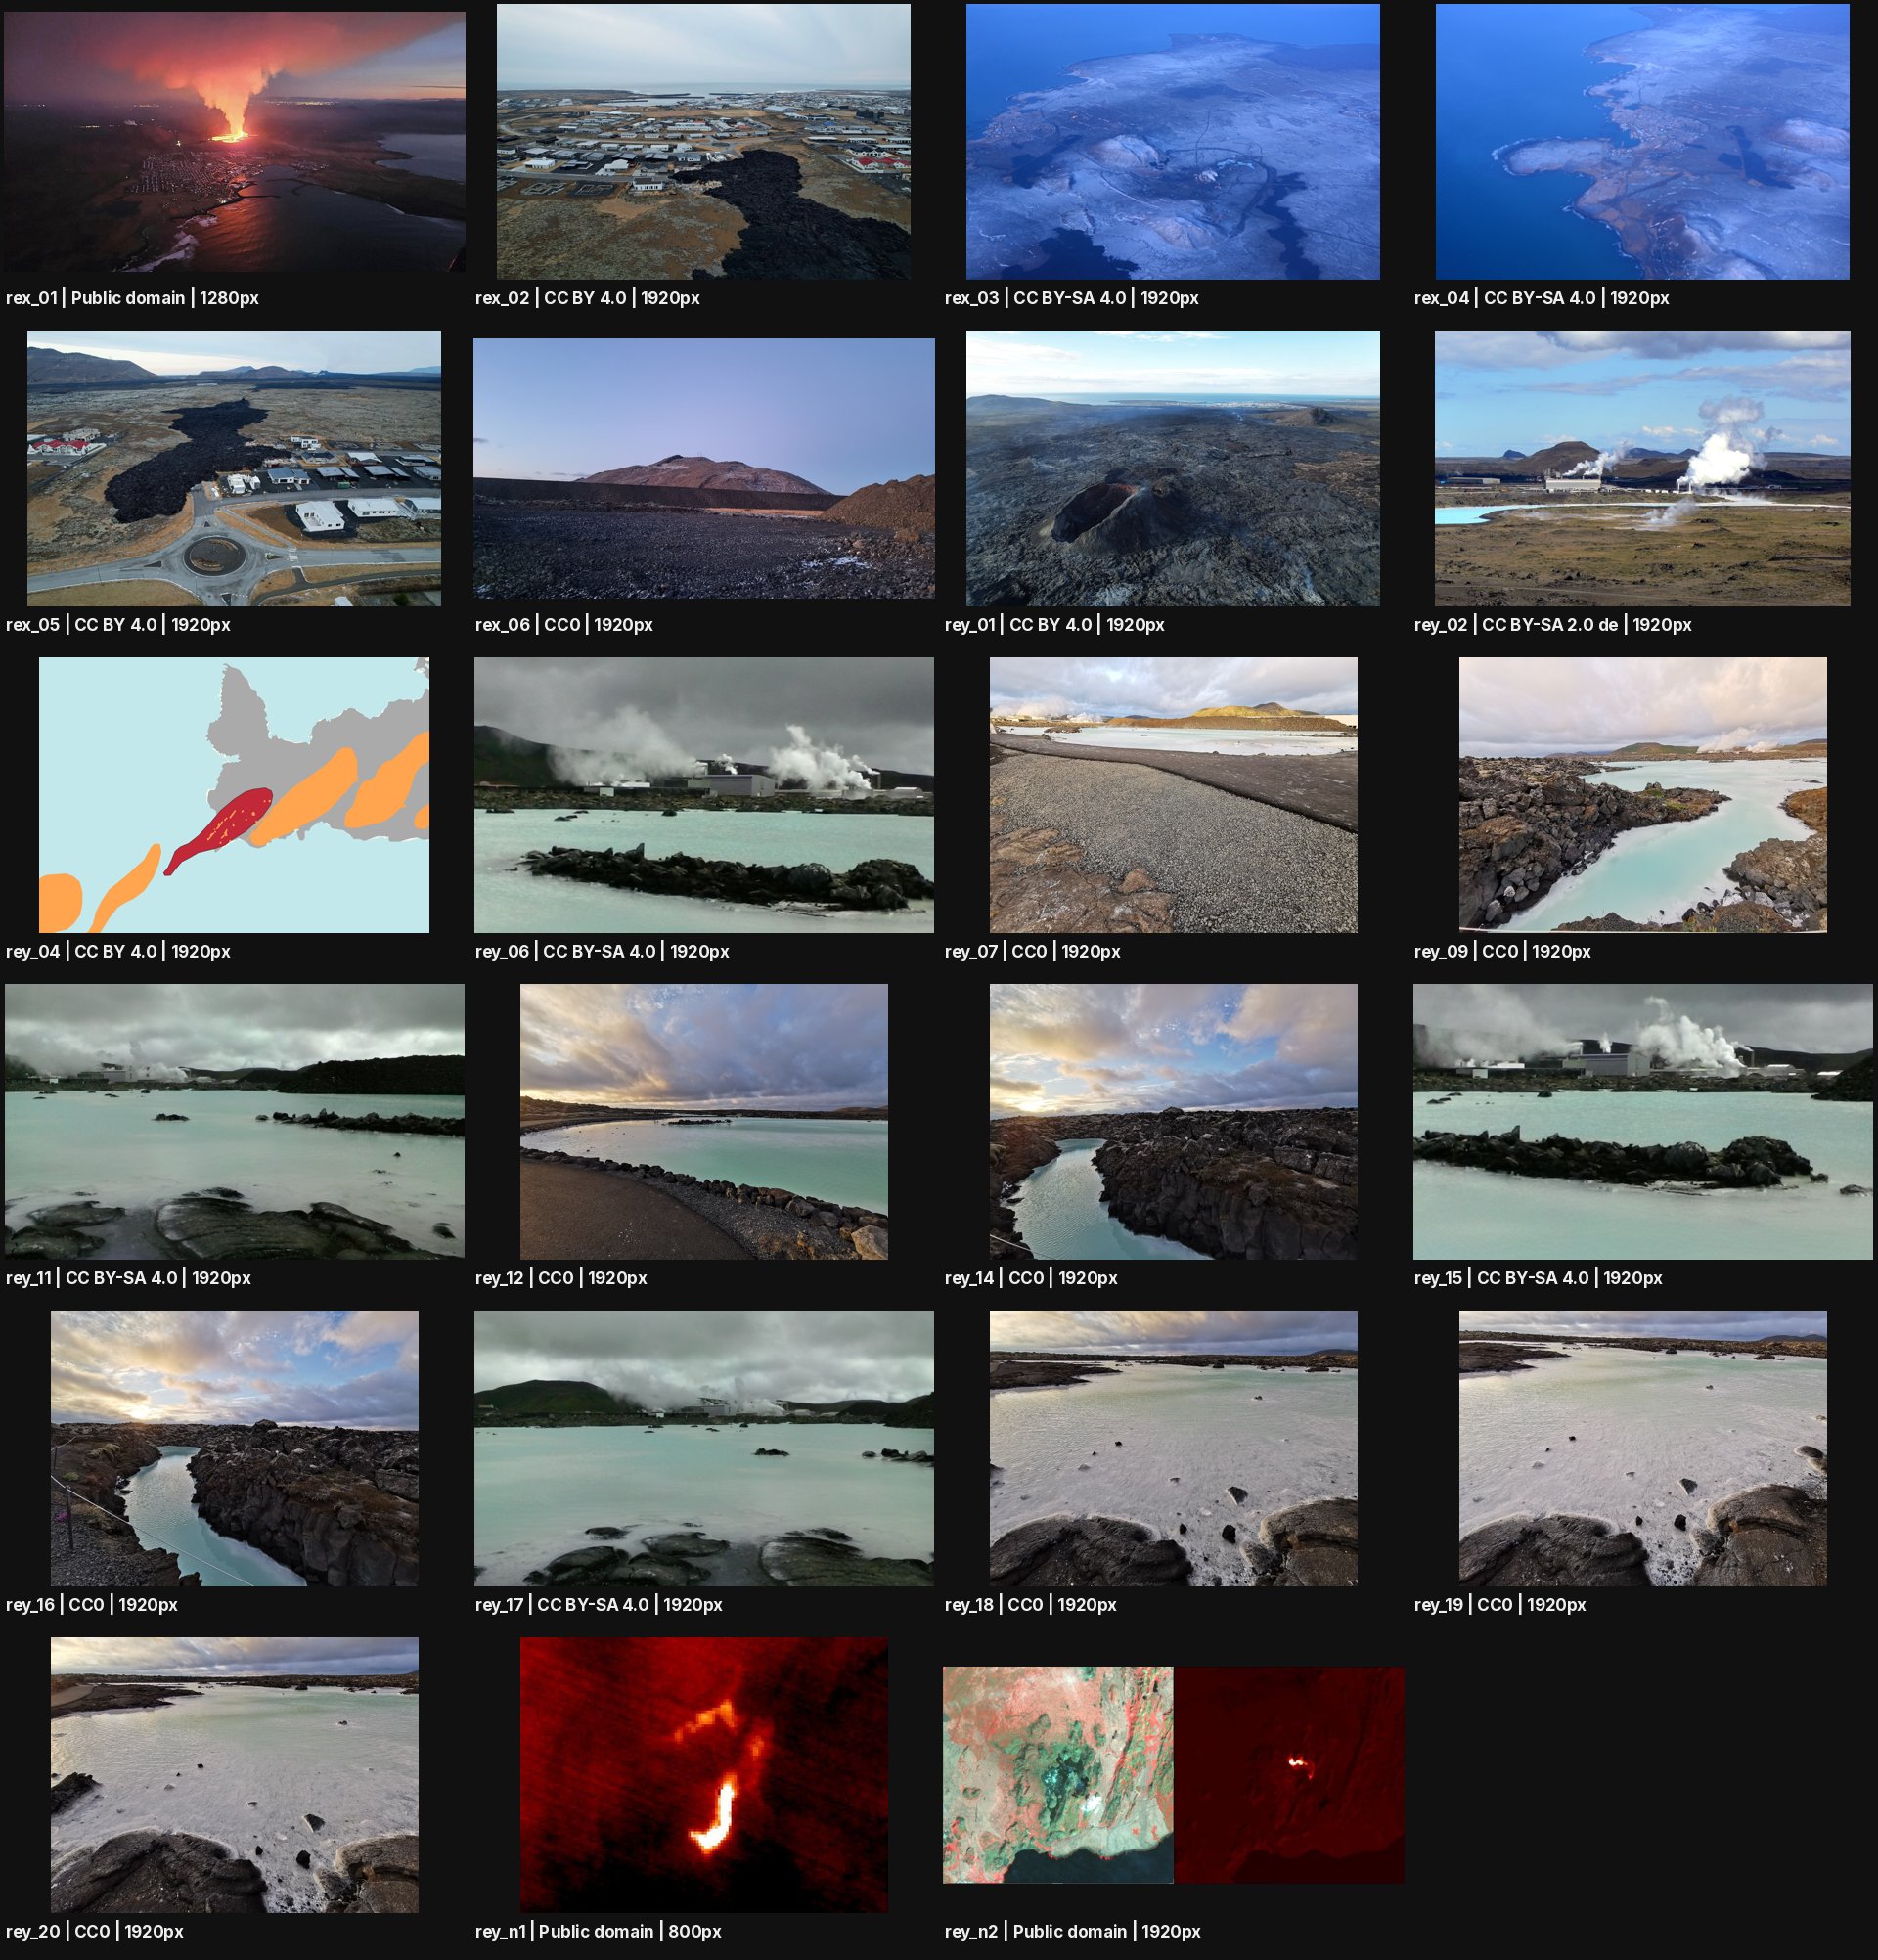 rex_01 | Public domain | 1280px
rex_02 | CC BY 4.0 | 1920px
rex_03 | CC BY-SA 4.0 | 1920px
rex_04 | CC BY-SA 4.0 | 1920px
rex_05 | CC BY 4.0 | 1920px
rex_06 | CC0 | 1920px
rey_01 | CC BY 4.0 | 1920px
rey_02 | CC BY-SA 2.0 de | 1920px
rey_04 | CC BY 4.0 | 1920px
rey_06 | CC BY-SA 4.0 | 1920px
rey_07 | CC0 | 1920px
rey_09 | CC0 | 1920px
rey_11 | CC BY-SA 4.0 | 1920px
rey_12 | CC0 | 1920px
rey_14 | CC0 | 1920px
rey_15 | CC BY-SA 4.0 | 1920px
rey_16 | CC0 | 1920px
rey_17 | CC BY-SA 4.0 | 1920px
rey_18 | CC0 | 1920px
rey_19 | CC0 | 1920px
rey_20 | CC0 | 1920px
rey_n1 | Public domain | 800px
rey_n2 | Public domain | 1920px